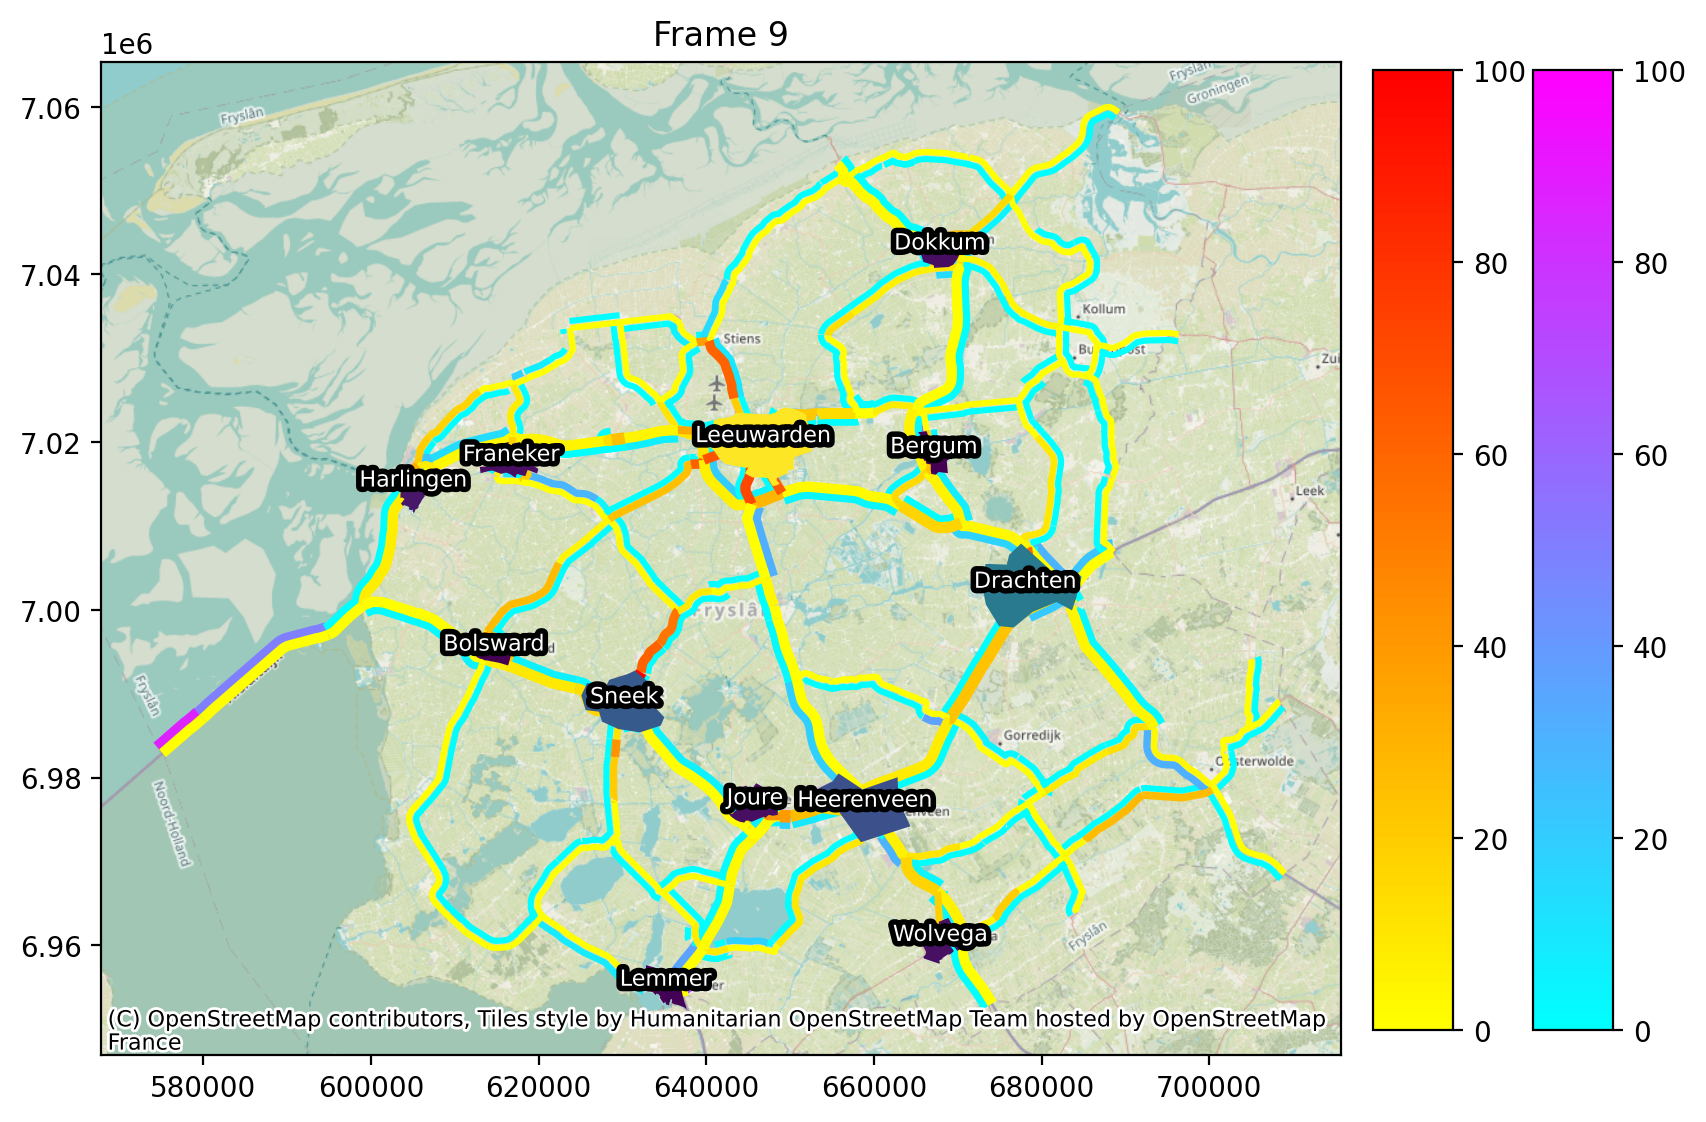 Frame 9
1e6
7.06
7.04
7.02
7.00
6.98
6.96
580000
600000
620000
640000
660000
680000
700000
100
80
60
40
20
0
100
80
60
40
20
0
Fryslân
Fryslân
Groningen
Dokkum
Kollum
Stiens
Zui
Leeuwarden
Bergum
Franeker
Harlingen
Leek
Drachten
Fryslân
Bolsward
Sneek
Fryslân
Noord-Holland
Gorredijk
Oosterwolde
Joure
Heerenveen
Wolvega
Fryslân
Lemmer
(C) OpenStreetMap contributors, Tiles style by Humanitarian OpenStreetMap Team hosted by OpenStreetMap
France